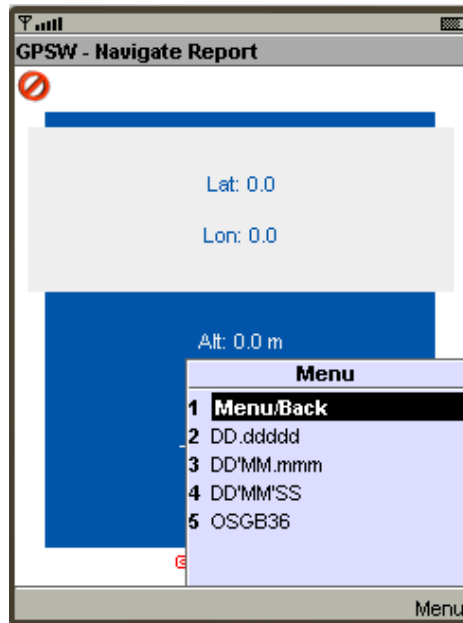 GPSW - Navigate Report
Lat: 0.0
Lon: 0.0
Alt: 0.0 m
Menu
1 Menu/Back
2 DD.ddddd
3 DD'MM.mmm
4 DD'MM'SS
5 OSGB36
Menu